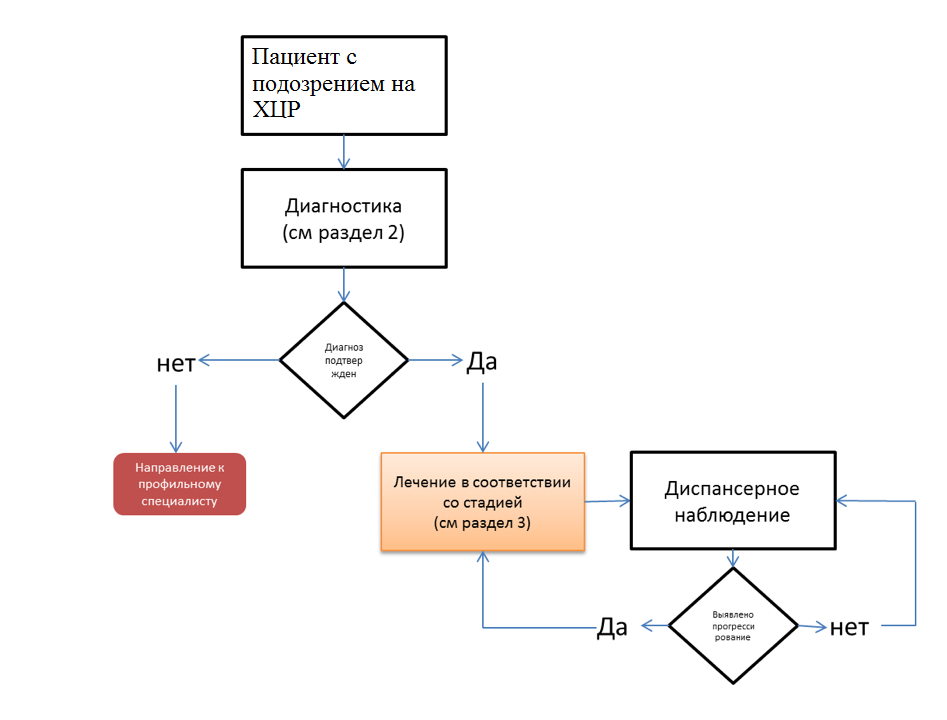 Пациент с
подозрением на
ХЦР
Диагностика
(см раздел 2)
Диагноз
подтвер
жден
нет
Да
Направление к
профильному
специалисту
Лечение в соответствии
со стадией
(см раздел 3)
Диспансерное
наблюдение
Выявлено
прогресси
рование
Да
нет